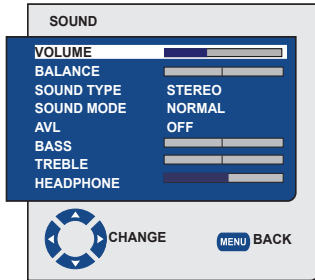 SOUND
VOLUME
BALANCE
SOUND TYPE STEREO
SOUND MODE NORMAL
AVL OFF
BASS
TREBLE
HEADPHONE
CHANGE MENU BACK